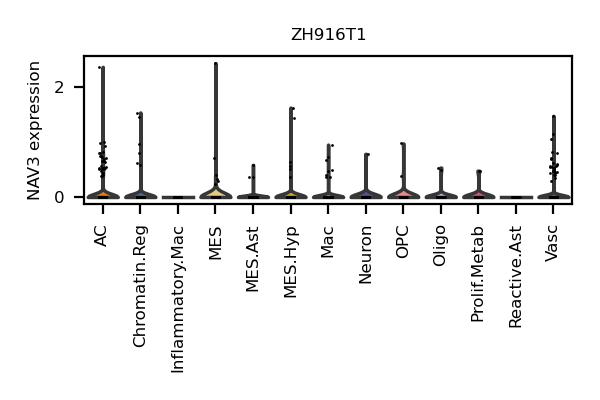 ZH916T1
NAV3 expression
2
0
AC
Chromatin.Reg
Inflammatory.Mac
MES
MES.Ast
MES.Hyp
Mac
Neuron
OPC
Oligo
Prolif.Metab
Reactive.Ast
Vasc